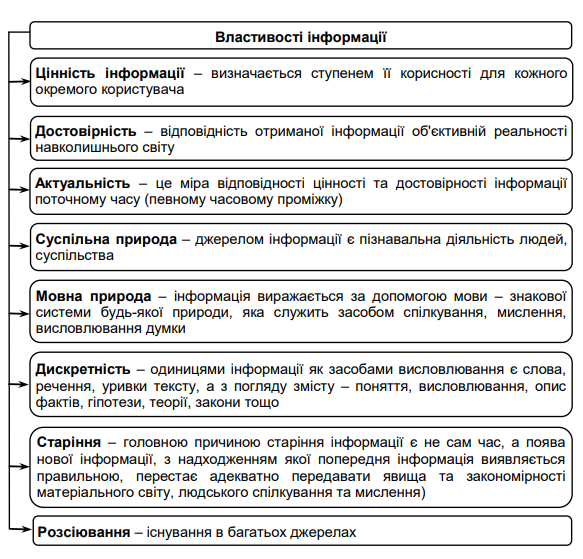 Властивості інформації
Цінність інформації – визначається ступенем її корисності для кожного
окремого користувача
Достовірність – відповідність отриманої інформації об'єктивній реальності
навколишнього світу
Актуальність – це міра відповідності цінності та достовірності інформації
поточному часу (певному часовому проміжку)
Суспільна природа – джерелом інформації є пізнавальна діяльність людей,
суспільства
Мовна природа – інформація виражається за допомогою мови – знакової
системи будь-якої природи, яка служить засобом спілкування, мислення,
висловлювання думки
Дискретність – одиницями інформації як засобами висловлювання є слова,
речення, уривки тексту, а з погляду змісту – поняття, висловлювання, опис
фактів, гіпотези, теорії, закони тощо
Старіння – головною причиною старіння інформації є не сам час, а поява
нової інформації, з надходженням якої попередня інформація виявляється
правильною, перестає адекватно передавати явища та закономірності
матеріального світу, людського спілкування та мислення)
Розсіювання – існування в багатьох джерелах